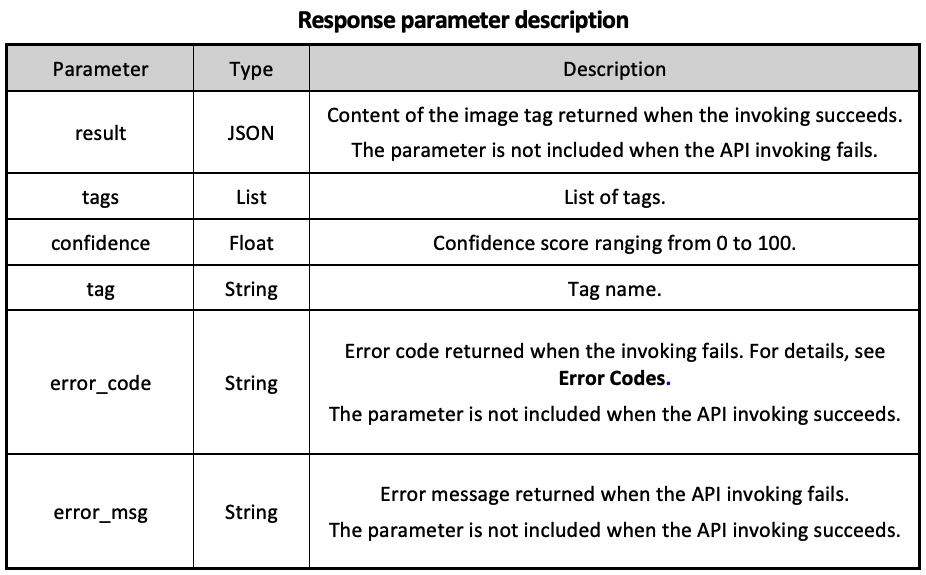 Response parameter description
Parameter Type Description
result JSON Content of the image tag returned when the invoking succeeds.
The parameter is not included when the API invoking fails.
tags List List of tags.
confidence Float Confidence score ranging from 0 to 100.
tag String Tag name.
error_code String Error code returned when the invoking fails. For details, see
Error Codes.
The parameter is not included when the API invoking succeeds.
error_msg String Error message returned when the API invoking fails.
The parameter is not included when the API invoking succeeds.